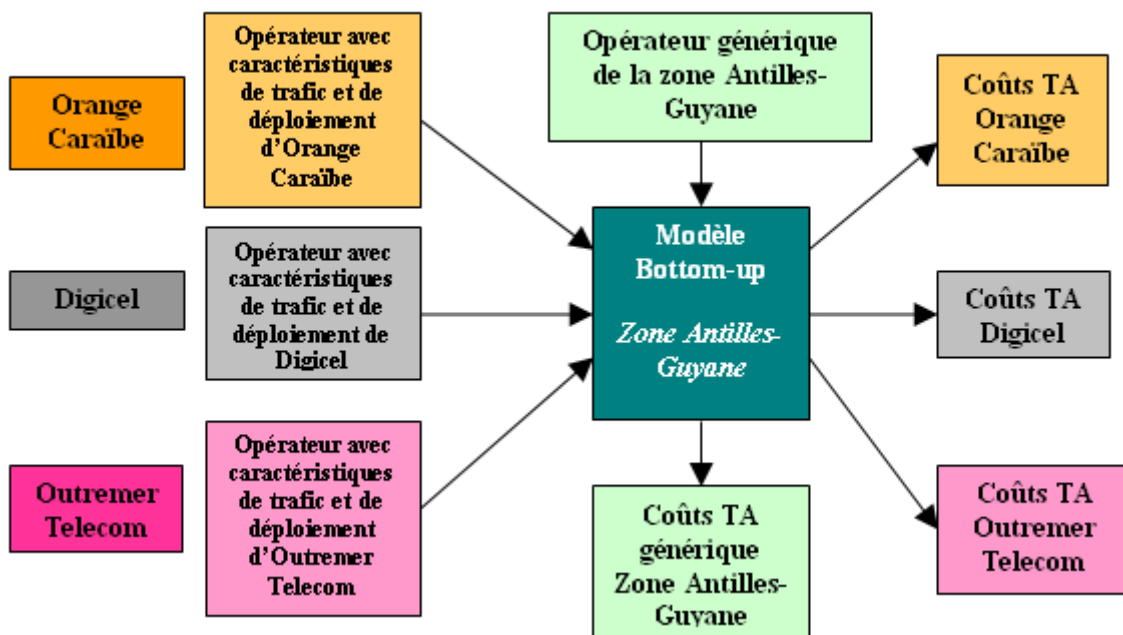 Orange
Caraïbe
Opérateur avec
caractéristiques
de trafic et de
déploiement
d’Orange
Caraïbe
Opérateur générique
de la zone Antilles-
Guyane
Coûts TA
Orange
Caraïbe
Digicel
Opérateur avec
caractéristiques
de trafic et de
déploiement de
Digicel
Modèle
Bottom-up
Zone Antilles-
Guyane
Coûts TA
Digicel
Outremer
Telecom
Opérateur avec
caractéristiques
de trafic et de
déploiement
d’Outremer
Telecom
Coûts TA
générique
Zone Antilles-
Guyane
Coûts TA
Outremer
Telecom